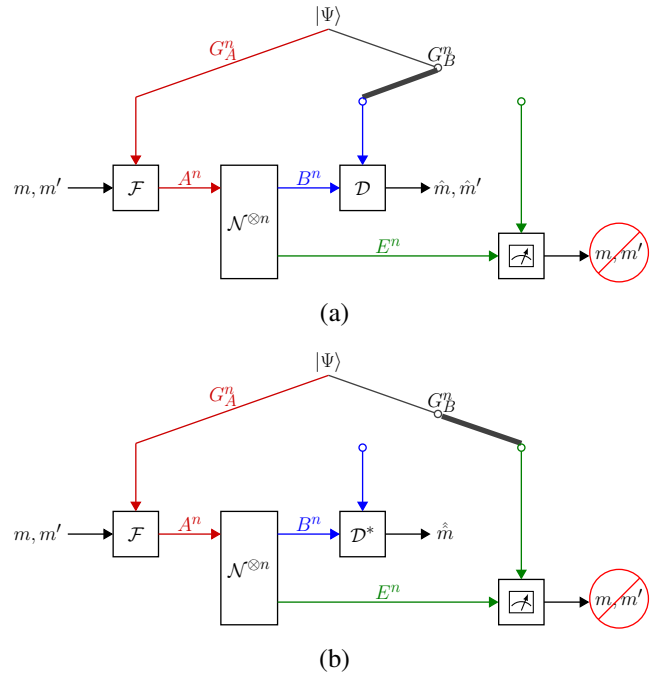 |Ψ⟩
G_A^n
G_B^n
m, m′
𝓕
A^n
𝒩^{⊗n}
B^n
𝒟
m̂, m̂′
E^n
m, m′
(a)
|Ψ⟩
G_A^n
G_B^n
m, m′
𝓕
A^n
𝒩^{⊗n}
B^n
𝒟*
m̂̂
E^n
m, m′
(b)